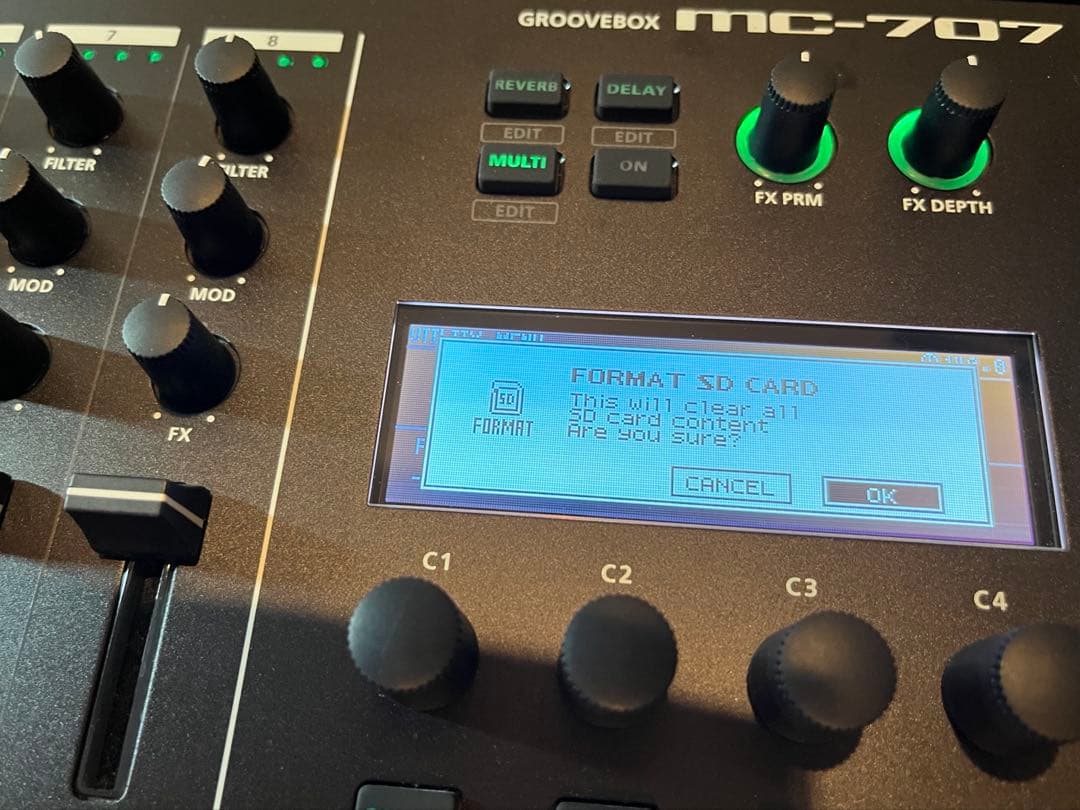 GROOVEBOX MC-707
7
8
REVERB
DELAY
EDIT
EDIT
MULTI
ON
EDIT
FILTER
FILTER
FX PRM
FX DEPTH
MOD
MOD
FX
FORMAT SD CARD
This will clear all
SD card content
Are you sure?
SD
FORMAT
CANCEL
OK
C1
C2
C3
C4